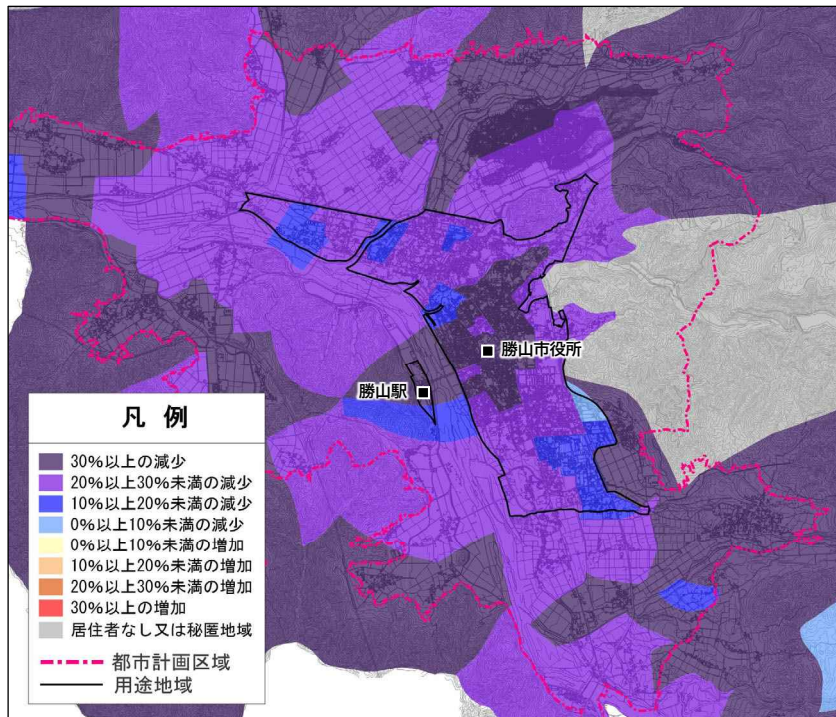 勝山市役所
勝山駅
凡 例
30%以上の減少
20%以上30%未満の減少
10%以上20%未満の減少
0%以上10%未満の減少
0%以上10%未満の増加
10%以上20%未満の増加
20%以上30%未満の増加
30%以上の増加
居住者なし又は秘匿地域
都市計画区域
用途地域